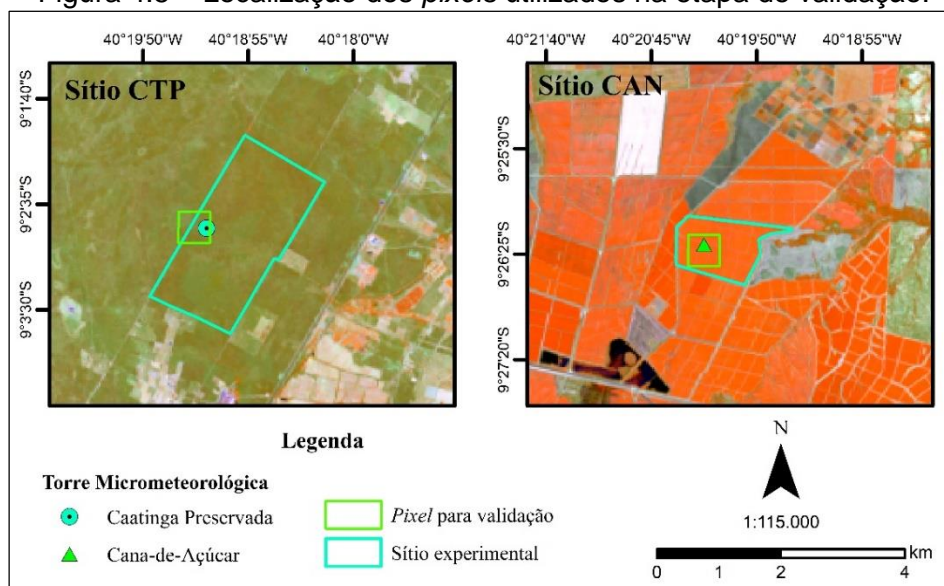 Figura 4.8 – Localização dos pixels utilizados na etapa de validação.
40°19'50"W 40°18'55"W 40°18'0"W
40°21'40"W 40°20'45"W 40°19'50"W 40°18'55"W
Sítio CTP
Sítio CAN
9°1'40"S
9°2'35"S
9°3'30"S
9°25'30"S
9°26'25"S
9°27'20"S
Legenda
Torre Micrometeorológica
Caatinga Preservada
Cana-de-Açúcar
Pixel para validação
Sítio experimental
N
1:115.000
km
0 1 2 4